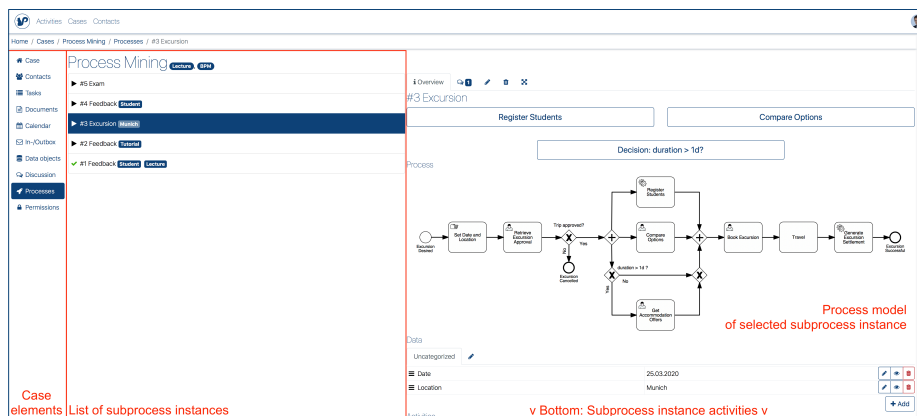 Activities Cases Contacts
Home / Cases / Process Mining / Processes / #3 Excursion
Case
Contacts
Tasks
Documents
Calendar
In-/Outbox
Data objects
Discussion
Processes
Permissions
Process Mining Lecture, BPM
#5 Exam
#4 Feedback Student
#3 Excursion Munich
#2 Feedback Tutorial
#1 Feedback Student Lecture
Overview 1
#3 Excursion
Register Students Compare Options
Decision: duration > 1d?
Process
Register Students
Set Date and Location
Retrieve Excursion Approval
Trip approved?
Yes
No
Compare Options
Book Excursion
Travel
Generate Excursion Settlement
Excursion Desired
Excursion Successful
Excursion Cancelled
duration > 1d ?
No
Yes
Get Accommodation Offers
Process model
of selected subprocess instance
Data
Uncategorized
Date 25.03.2020
Location Munich
+ Add
Case
elements
List of subprocess instances
Activities
v Bottom: Subprocess instance activities v